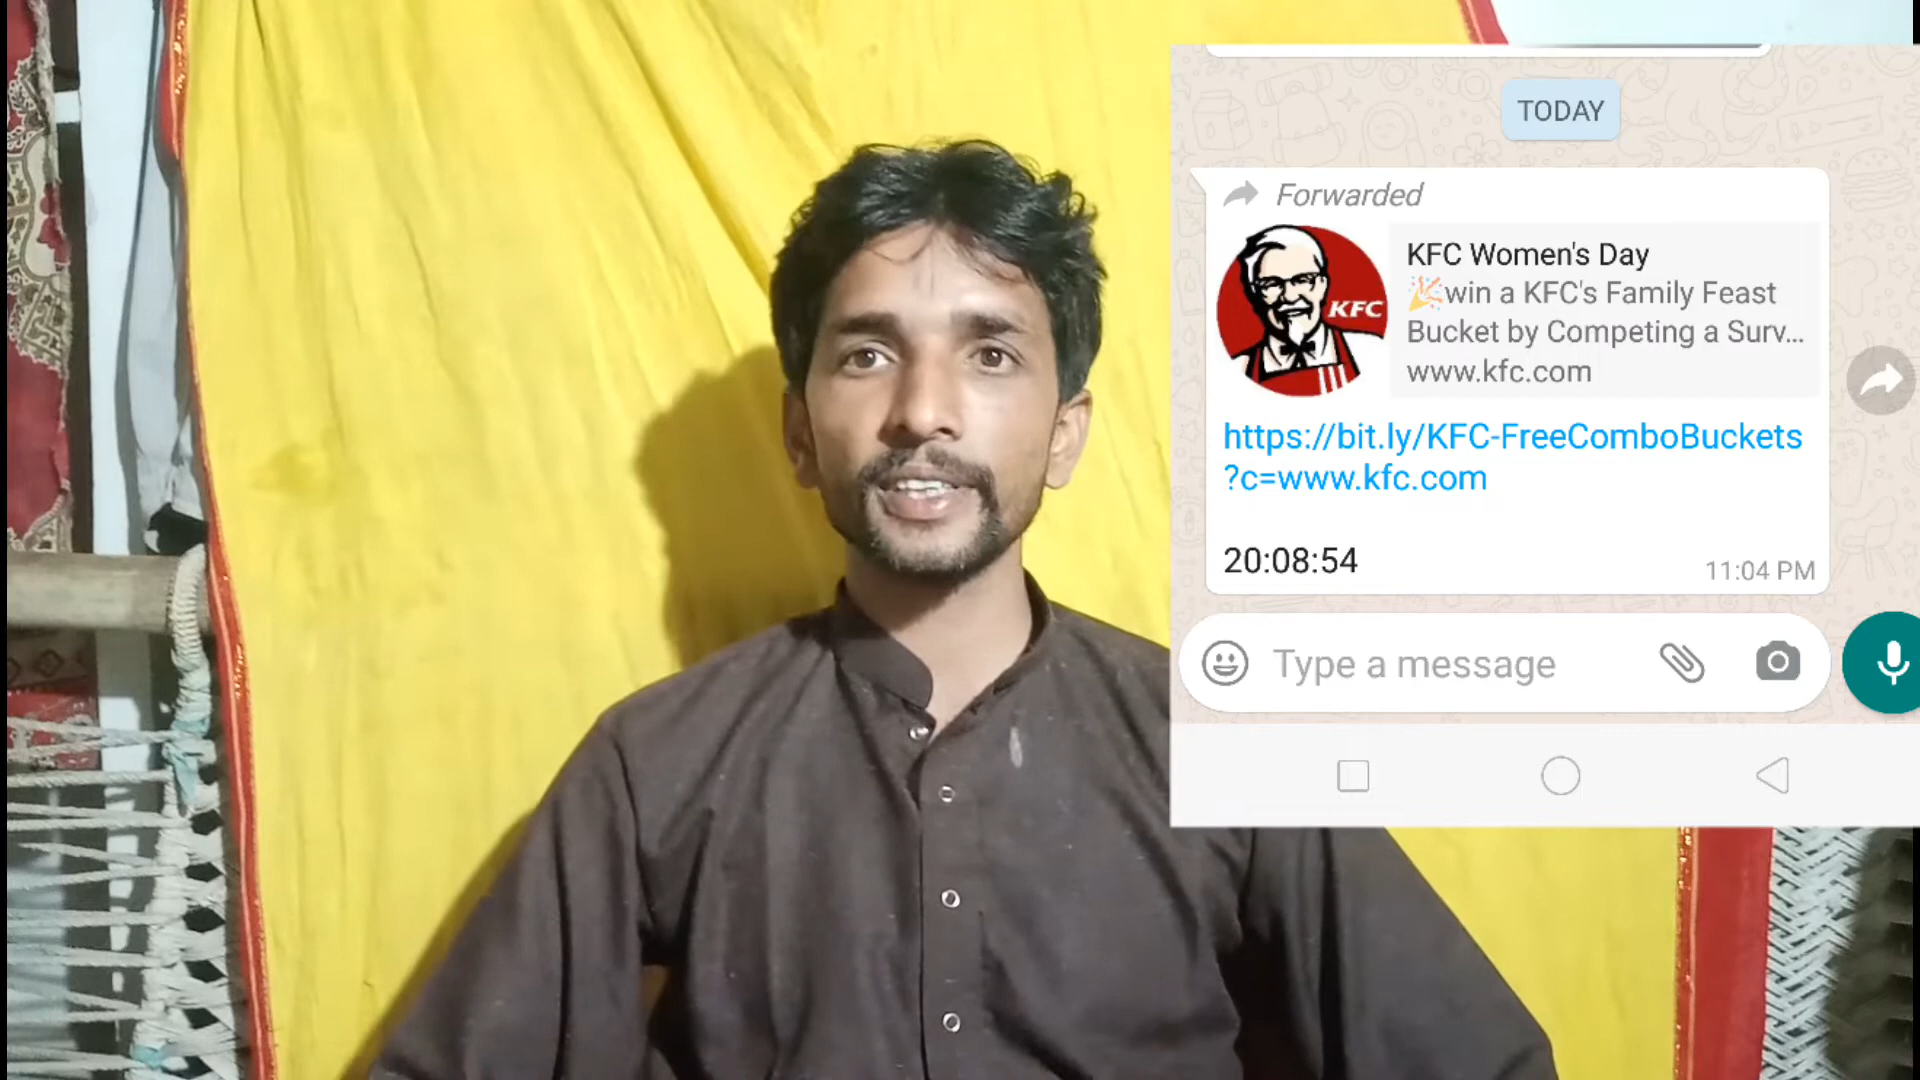 TODAY
Forwarded
KFC
KFC Women's Day
🎉win a KFC's Family Feast
Bucket by Competing a Surv...
www.kfc.com
https://bit.ly/KFC-FreeComboBuckets
?c=www.kfc.com
20:08:54
11:04 PM
Type a message